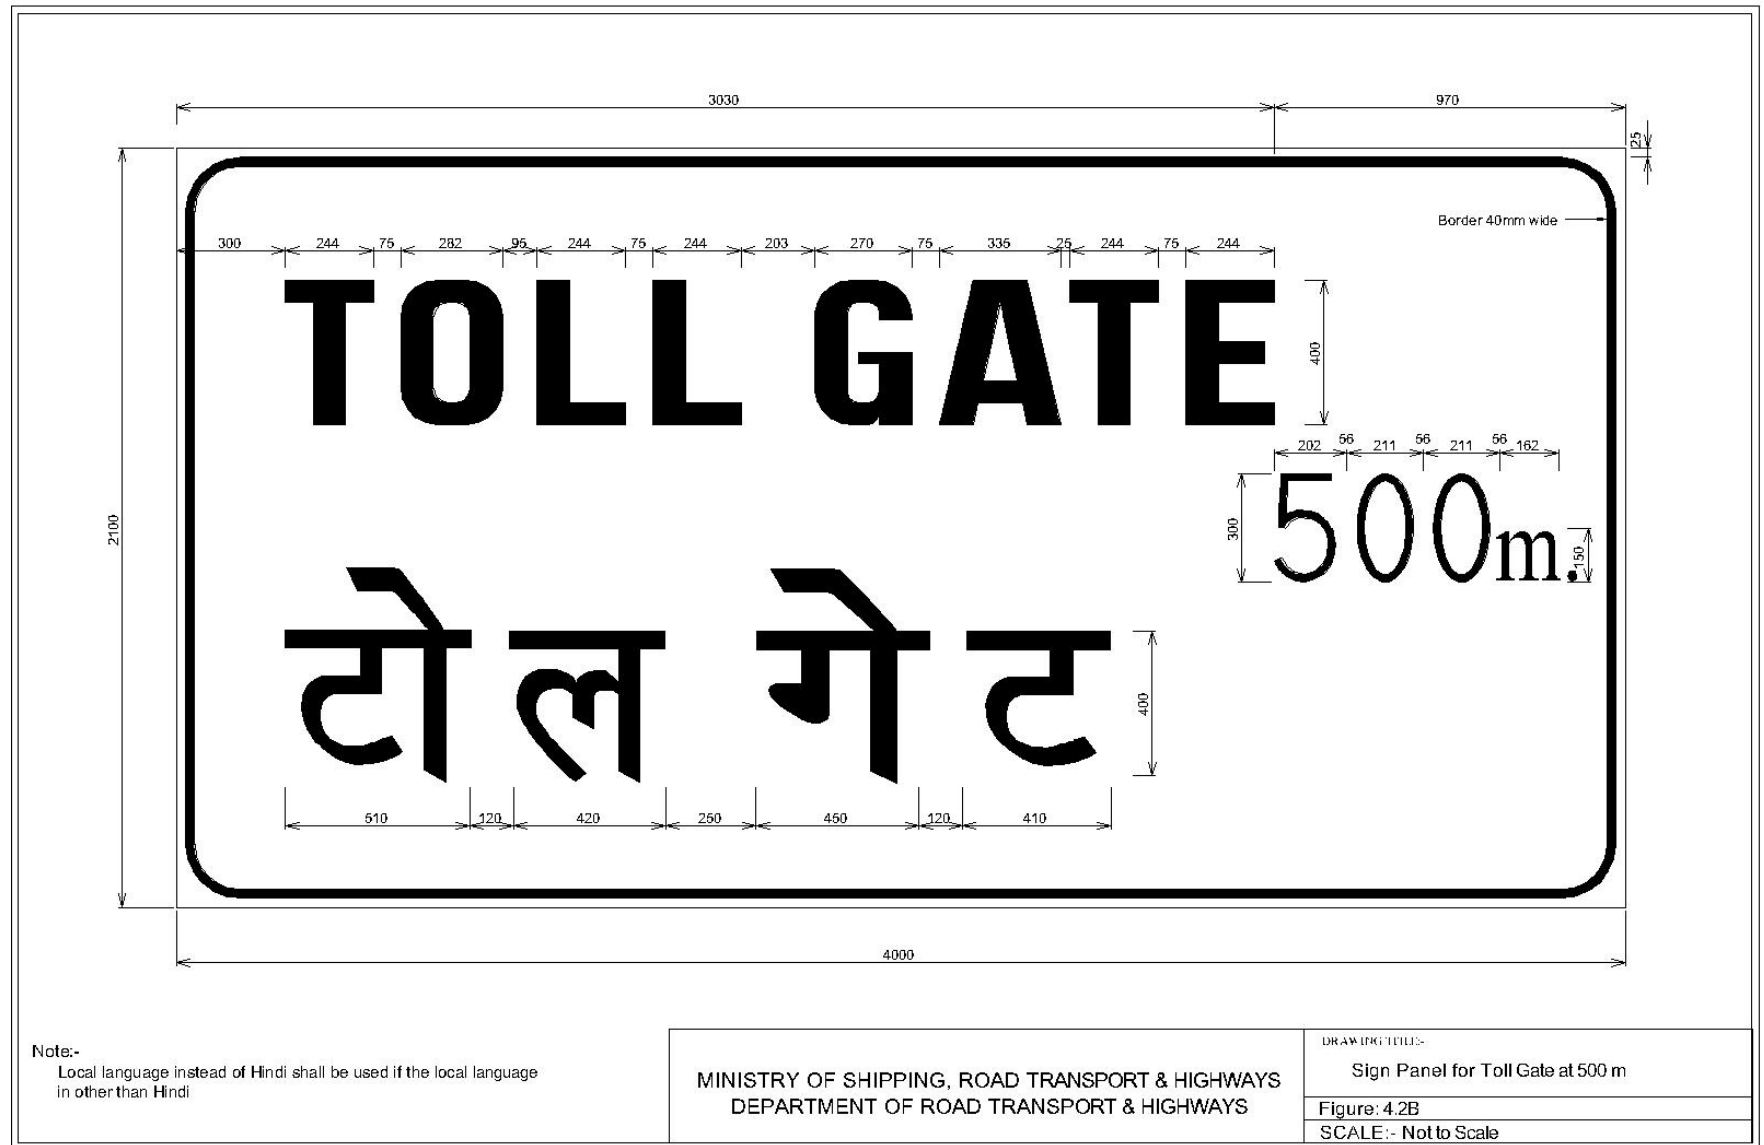 3030 970
25
Border 40mm wide
300 244 75 282 95 244 75 244 203 270 75 335 25 244 75 244
TOLL GATE
400
202 56 211 56 211 56 162
300
500m.
150
2100
टोल गेट
400
510 120 420 250 450 120 410
4000
Note:-
Local language instead of Hindi shall be used if the local language
in other than Hindi
MINISTRY OF SHIPPING, ROAD TRANSPORT & HIGHWAYS
DEPARTMENT OF ROAD TRANSPORT & HIGHWAYS
DRAWING TITLE:-
Sign Panel for Toll Gate at 500 m
Figure: 4.2B
SCALE:- Not to Scale